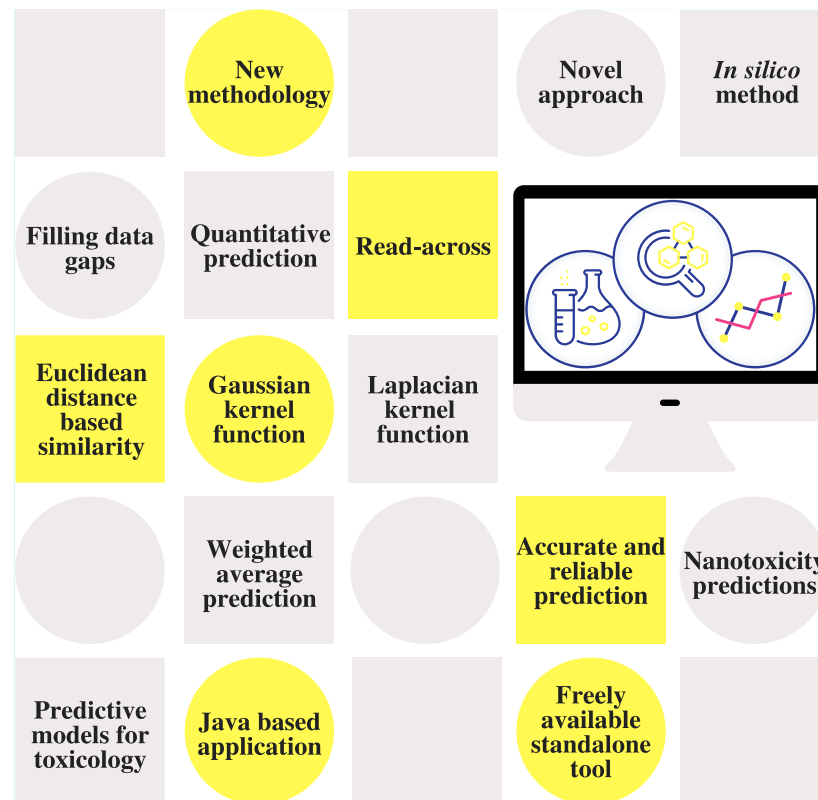 New
methodology
Novel
approach
In silico
method
Filling data
gaps
Quantitative
prediction
Read-across
Euclidean
distance
based
similarity
Gaussian
kernel
function
Laplacian
kernel
function
Weighted
average
prediction
Accurate and
reliable
prediction
Nanotoxicity
predictions
Predictive
models for
toxicology
Java based
application
Freely
available
standalone
tool